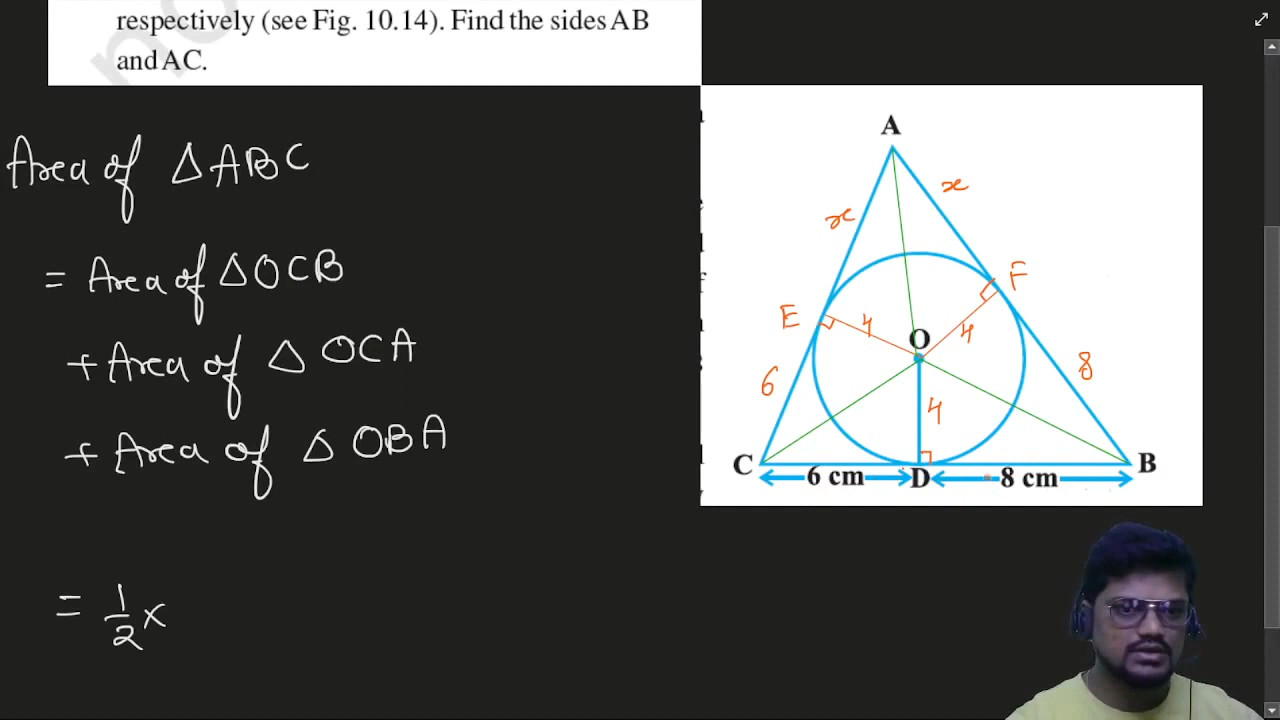 respectively (see Fig. 10.14). Find the sides AB
and AC.
Area of △ABC
= Area of △OCB
+ Area of △ OCA
+ Area of △ OBA
= 1/2 x
A
x
x
E
4
O
4
F
6
4
8
C
B
6 cm
D
8 cm